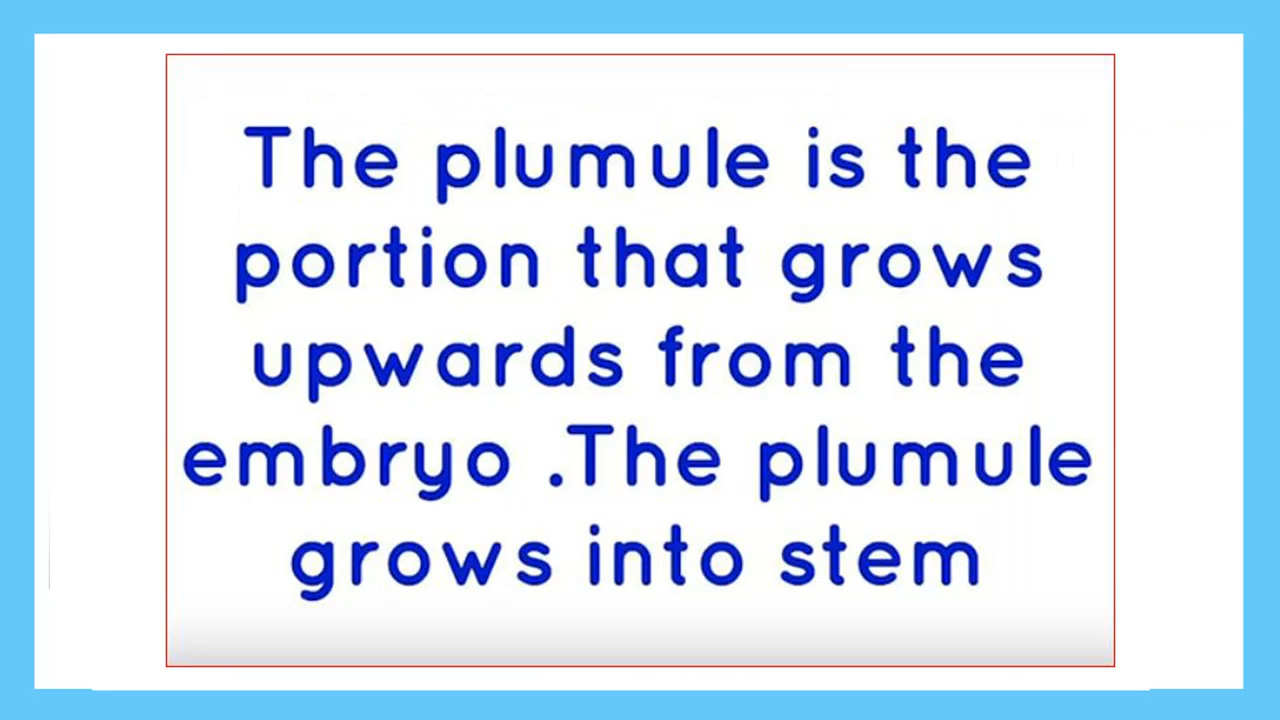 The plumule is the
portion that grows
upwards from the
embryo .The plumule
grows into stem